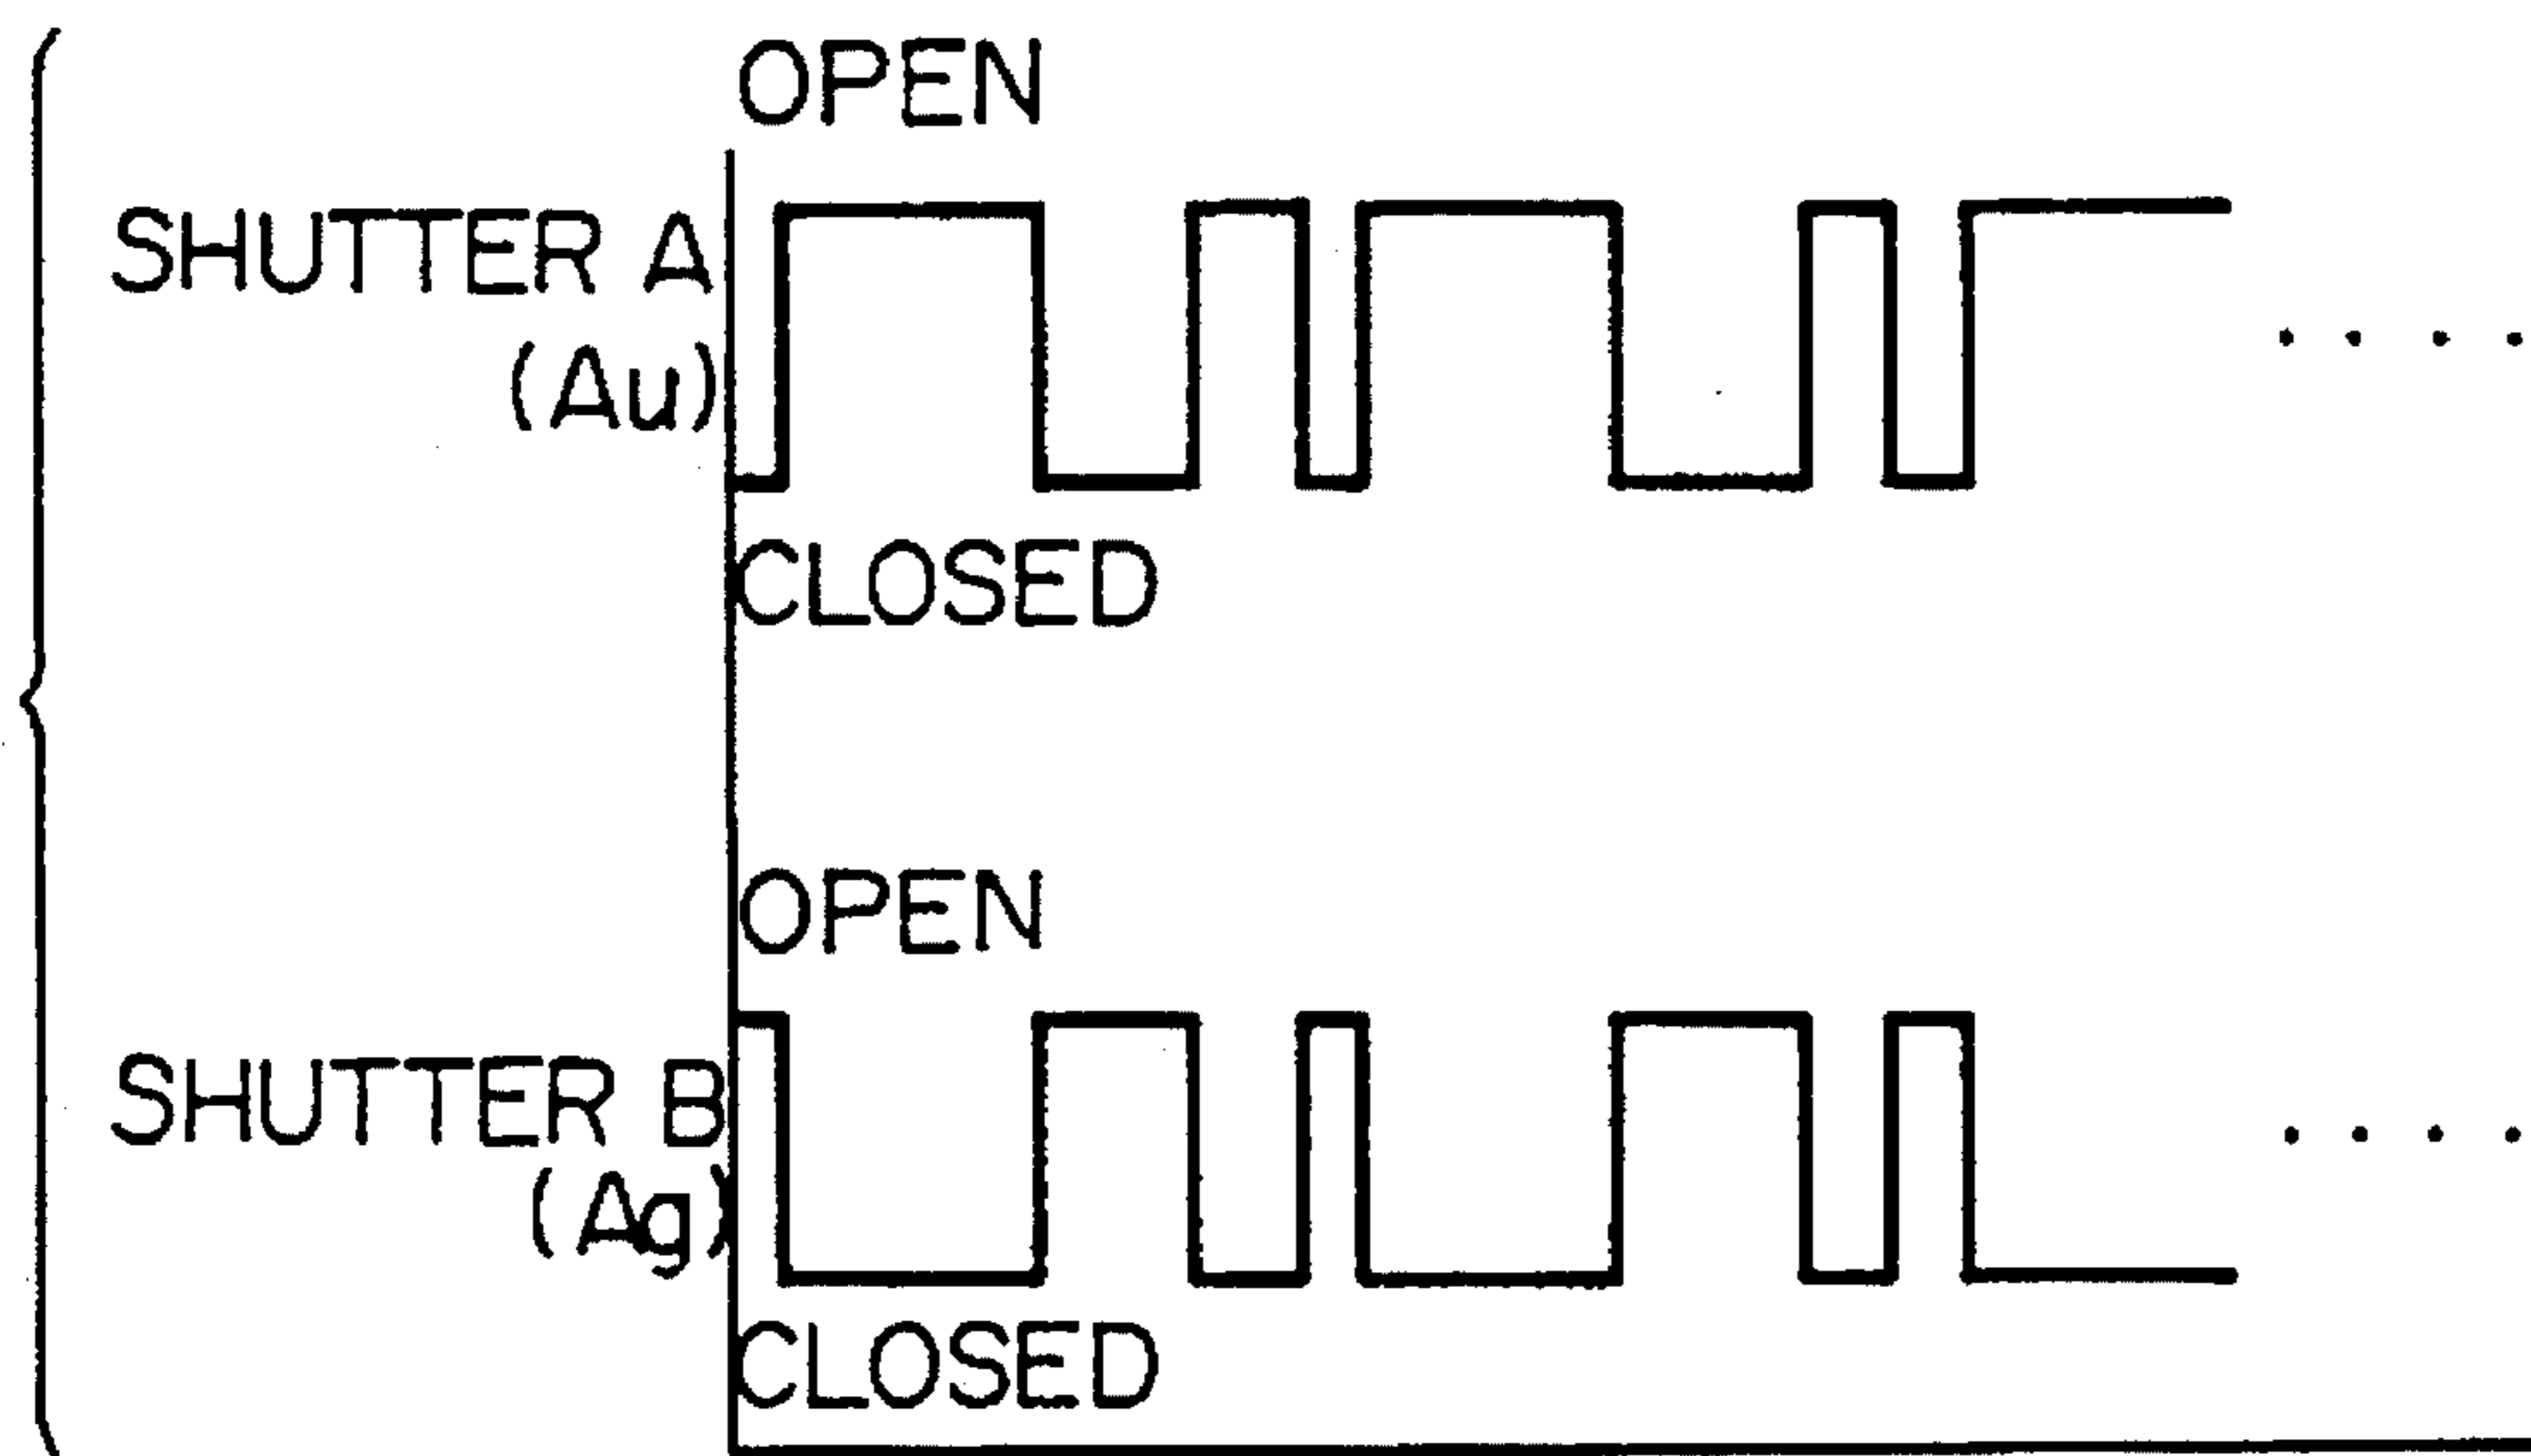 OPEN
SHUTTER A
(Au)
CLOSED
OPEN
SHUTTER B
(Ag)
CLOSED